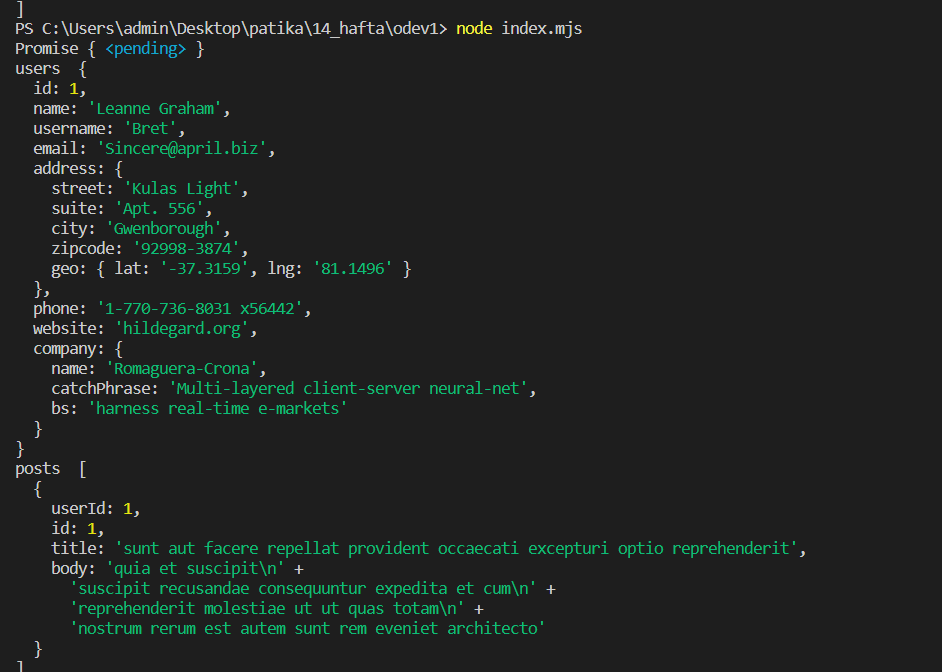 ]
PS C:\Users\admin\Desktop\patika\14_hafta\odev1> node index.mjs
Promise { <pending> }
users  {
  id: 1,
  name: 'Leanne Graham',
  username: 'Bret',
  email: 'Sincere@april.biz',
  address: {
    street: 'Kulas Light',
    suite: 'Apt. 556',
    city: 'Gwenborough',
    zipcode: '92998-3874',
    geo: { lat: '-37.3159', lng: '81.1496' }
  },
  phone: '1-770-736-8031 x56442',
  website: 'hildegard.org',
  company: {
    name: 'Romaguera-Crona',
    catchPhrase: 'Multi-layered client-server neural-net',
    bs: 'harness real-time e-markets'
  }
}
posts  [
  {
    userId: 1,
    id: 1,
    title: 'sunt aut facere repellat provident occaecati excepturi optio reprehenderit',
    body: 'quia et suscipit\n' +
      'suscipit recusandae consequuntur expedita et cum\n' +
      'reprehenderit molestiae ut ut quas totam\n' +
      'nostrum rerum est autem sunt rem eveniet architecto'
  }
]